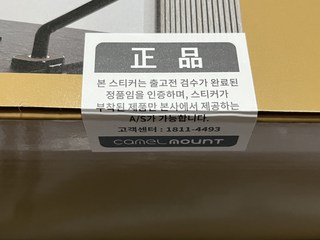 正品
본 스티커는 출고전 검수가 완료된
정품임을 인증하며, 스티커가
부착된 제품만 본사에서 제공하는
A/S가 가능합니다.
고객센터 : 1811-4493
CAMEL MOUNT